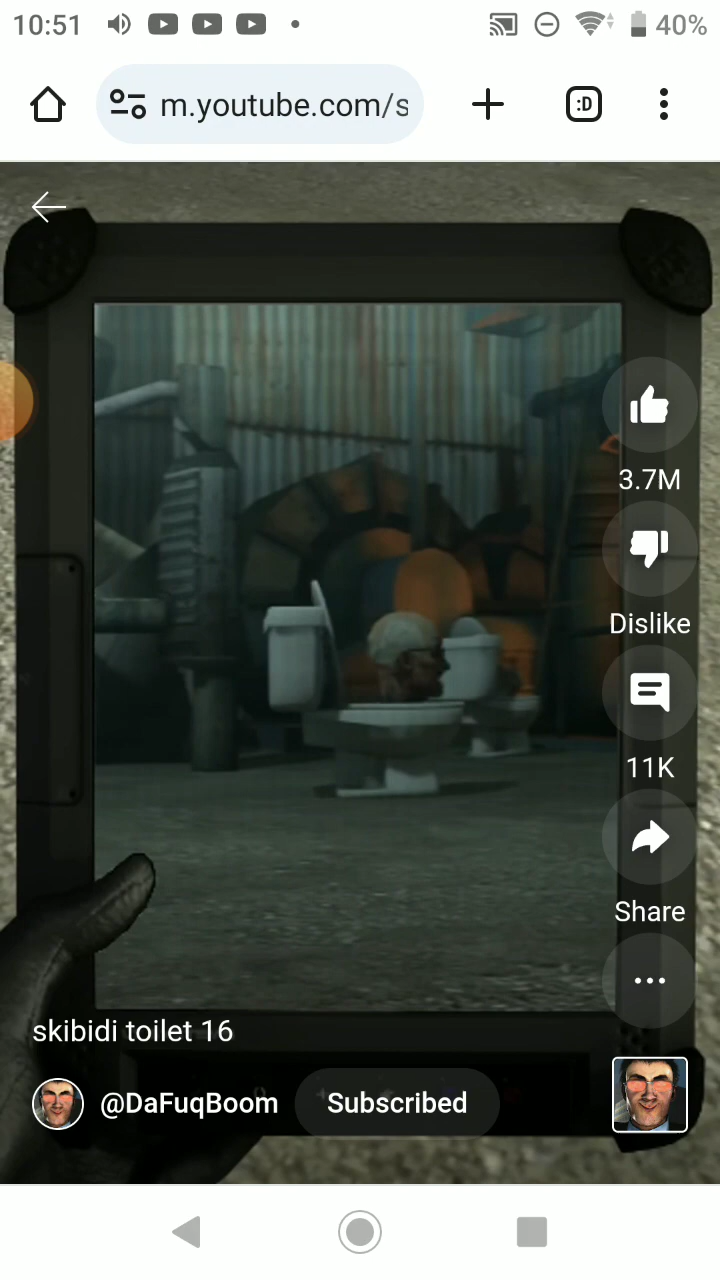 10:51
40%
m.youtube.com/s
:D
3.7M
Dislike
11K
Share
skibidi toilet 16
@DaFuqBoom
Subscribed